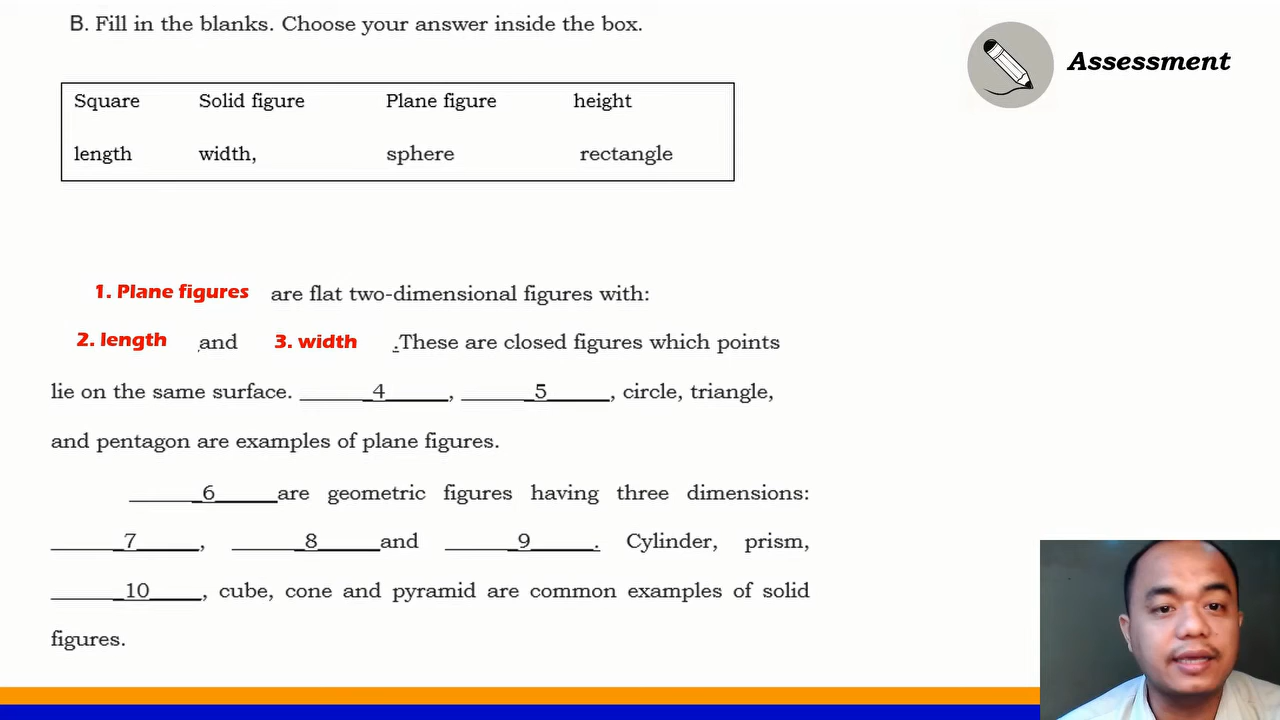 B. Fill in the blanks. Choose your answer inside the box.
Assessment
Square Solid figure Plane figure height
length width, sphere rectangle
1. Plane figures are flat two-dimensional figures with:
2. length and 3. width .These are closed figures which points
lie on the same surface. ______4______, ______5______, circle, triangle,
and pentagon are examples of plane figures.
______6______are geometric figures having three dimensions:
______7______, ______8______and ______9______. Cylinder, prism,
______10______, cube, cone and pyramid are common examples of solid
figures.